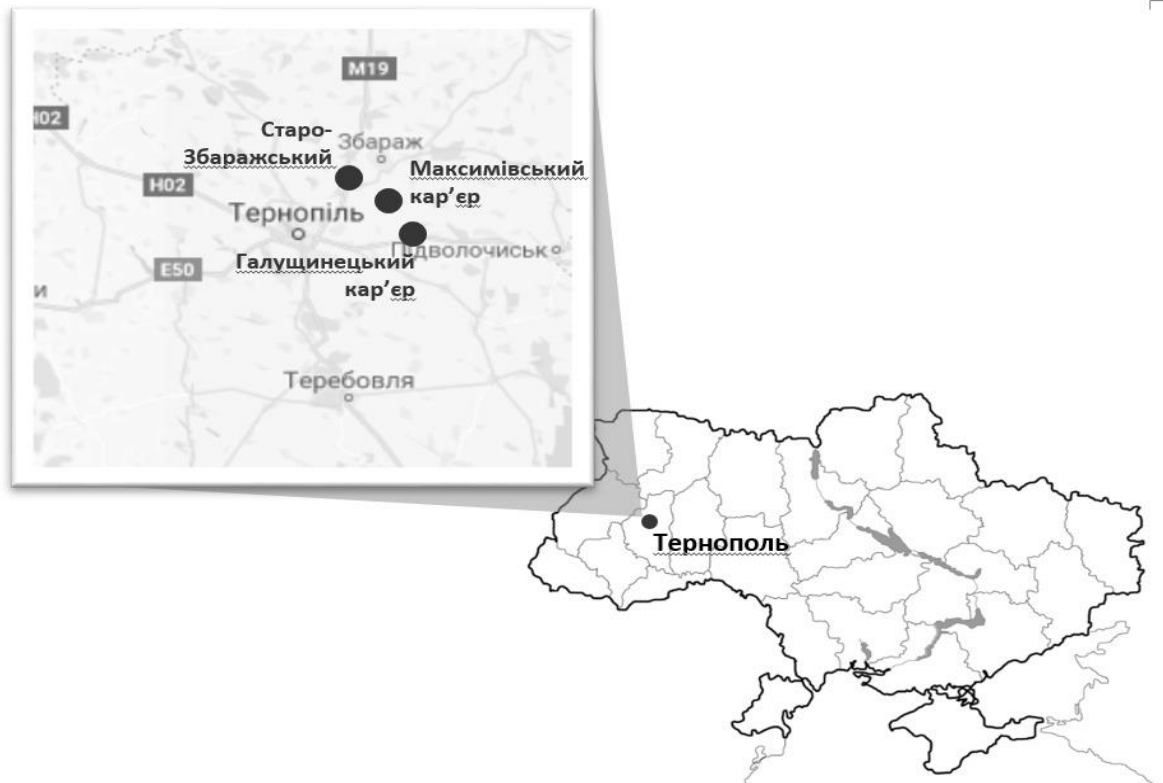 M19
H02
Старо-
Збаражський
Збараж
Максимівський
кар’єр
H02
Тернопіль
Підволочиськ
Галущинецький
кар’єр
E50
и
Теребовля
Тернополь